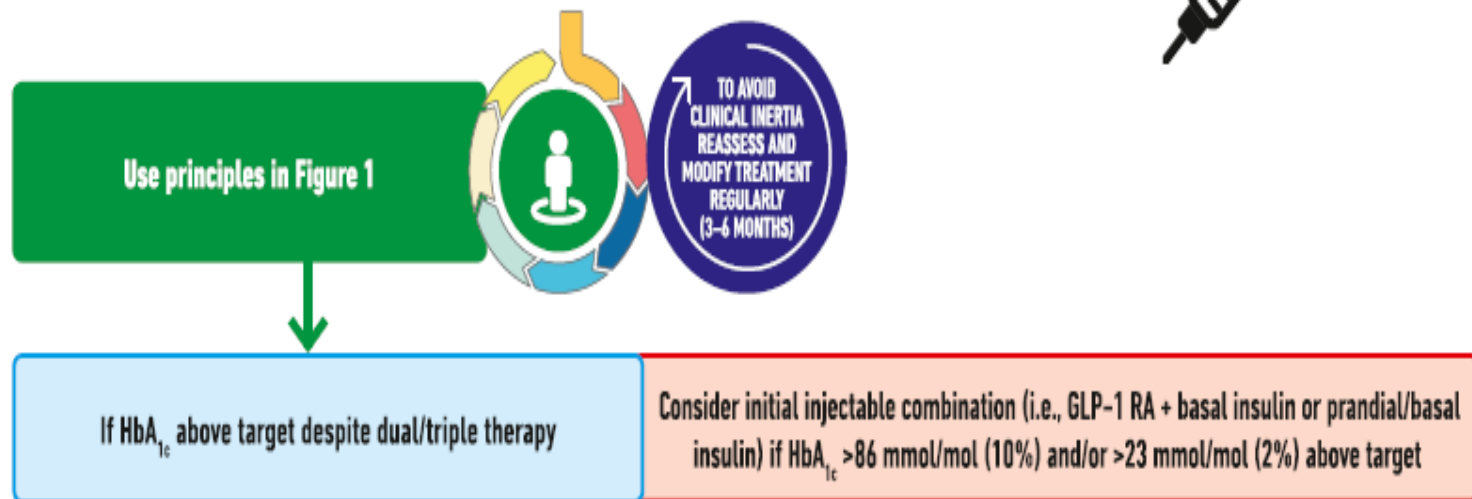 Use principles in Figure 1
TO AVOID
CLINICAL INERTIA
REASSESS AND
MODIFY TREATMENT
REGULARLY
(3–6 MONTHS)
If HbA1c above target despite dual/triple therapy
Consider initial injectable combination (i.e., GLP-1 RA + basal insulin or prandial/basal
insulin) if HbA1c >86 mmol/mol (10%) and/or >23 mmol/mol (2%) above target